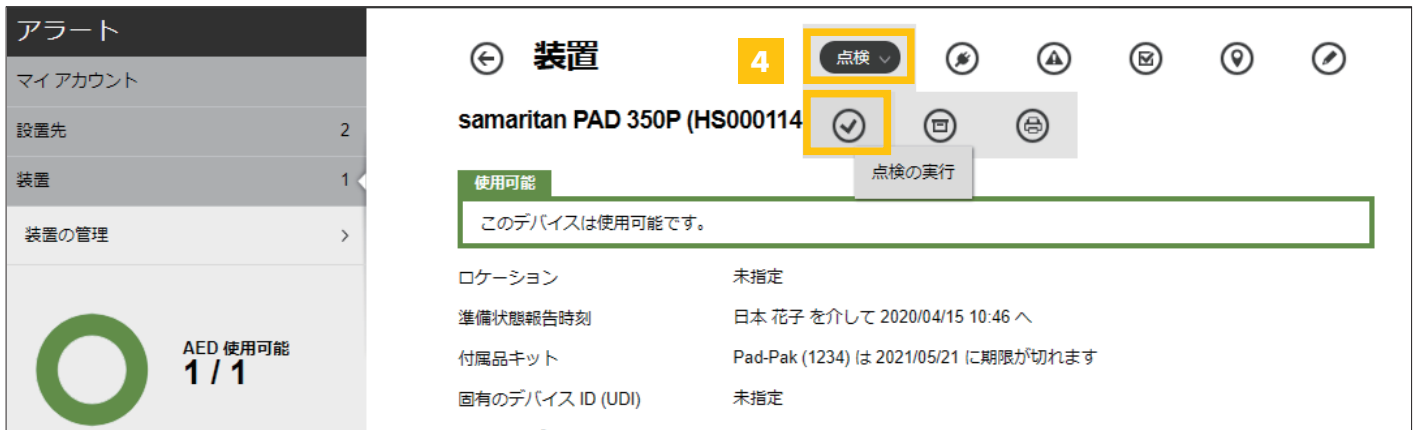 アラート
マイ アカウント
設置先 2
装置 1
装置の管理
AED 使用可能
1 / 1
装置
4
点検
samaritan PAD 350P (HS000114
点検の実行
使用可能
このデバイスは使用可能です。
ロケーション 未指定
準備状態報告時刻 日本 花子 を介して 2020/04/15 10:46 へ
付属品キット Pad-Pak (1234) は 2021/05/21 に期限が切れます
固有のデバイス ID (UDI) 未指定